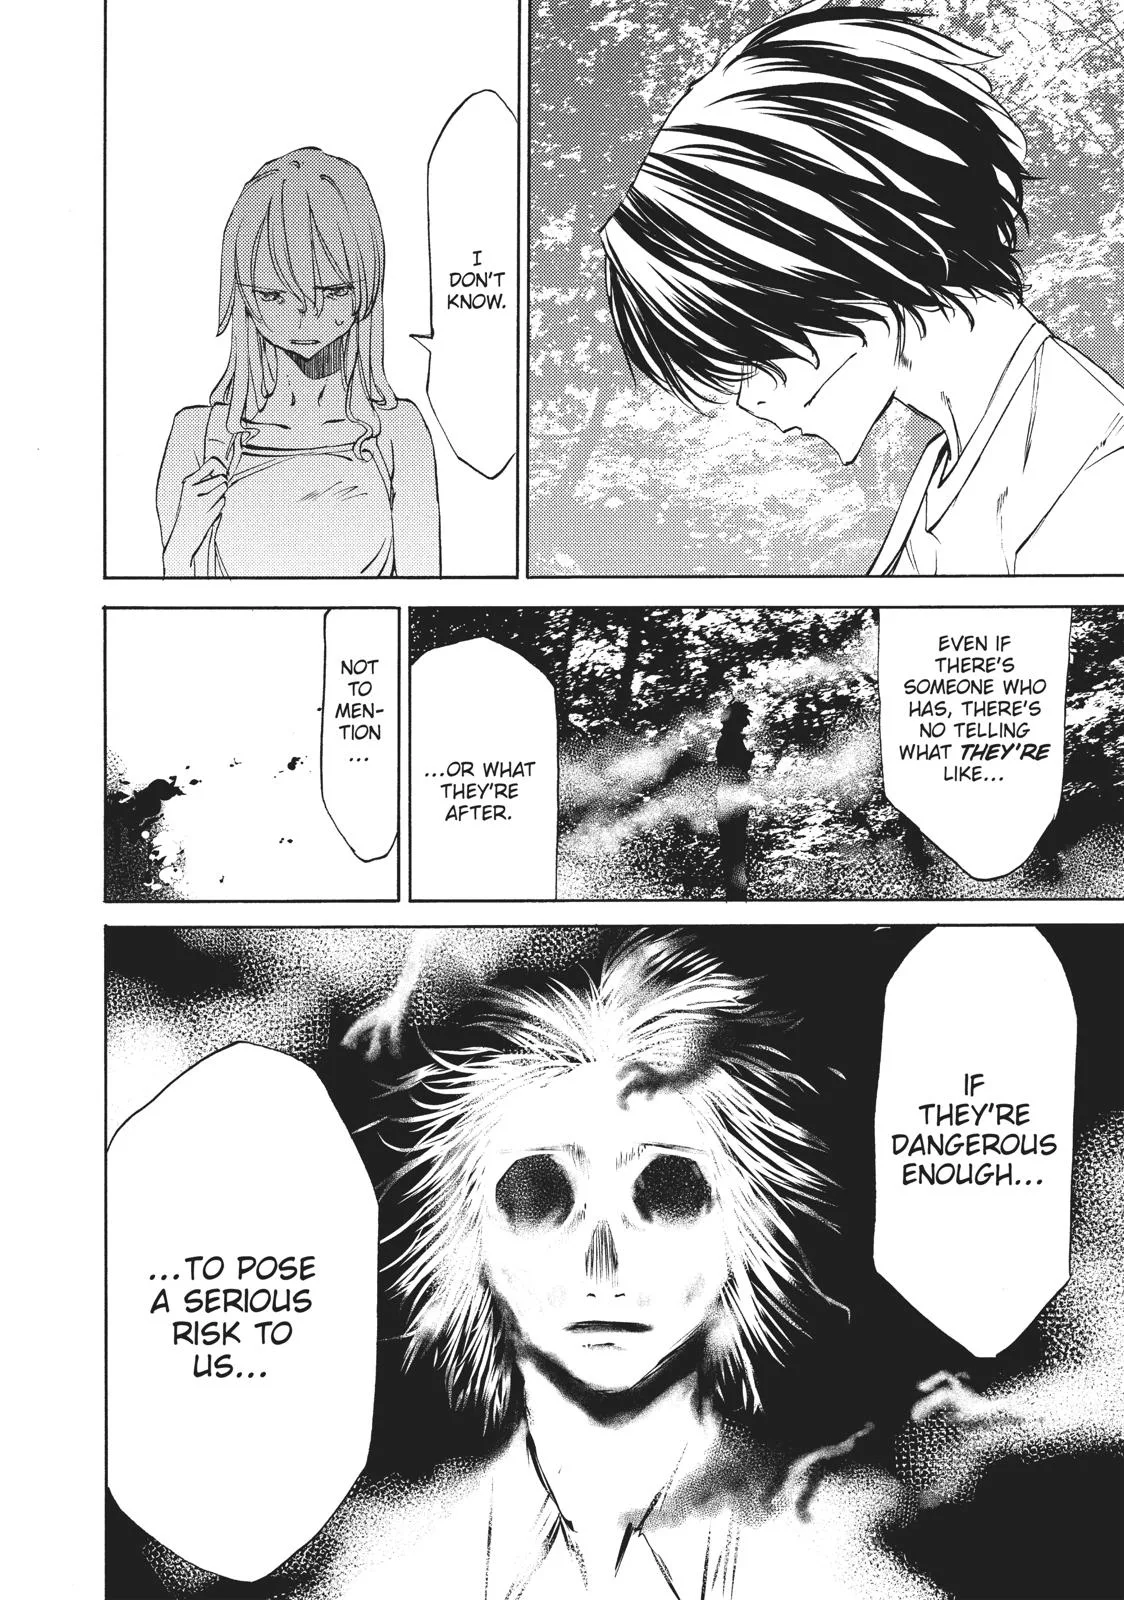 I
DON'T
KNOW.
EVEN IF
THERE'S
SOMEONE WHO
HAS, THERE'S
NO TELLING
WHAT THEY'RE
LIKE...
...OR WHAT
THEY'RE
AFTER.
NOT
TO
MEN-
TION
...
IF
THEY'RE
DANGEROUS
ENOUGH...
...TO POSE
A SERIOUS
RISK TO
US...